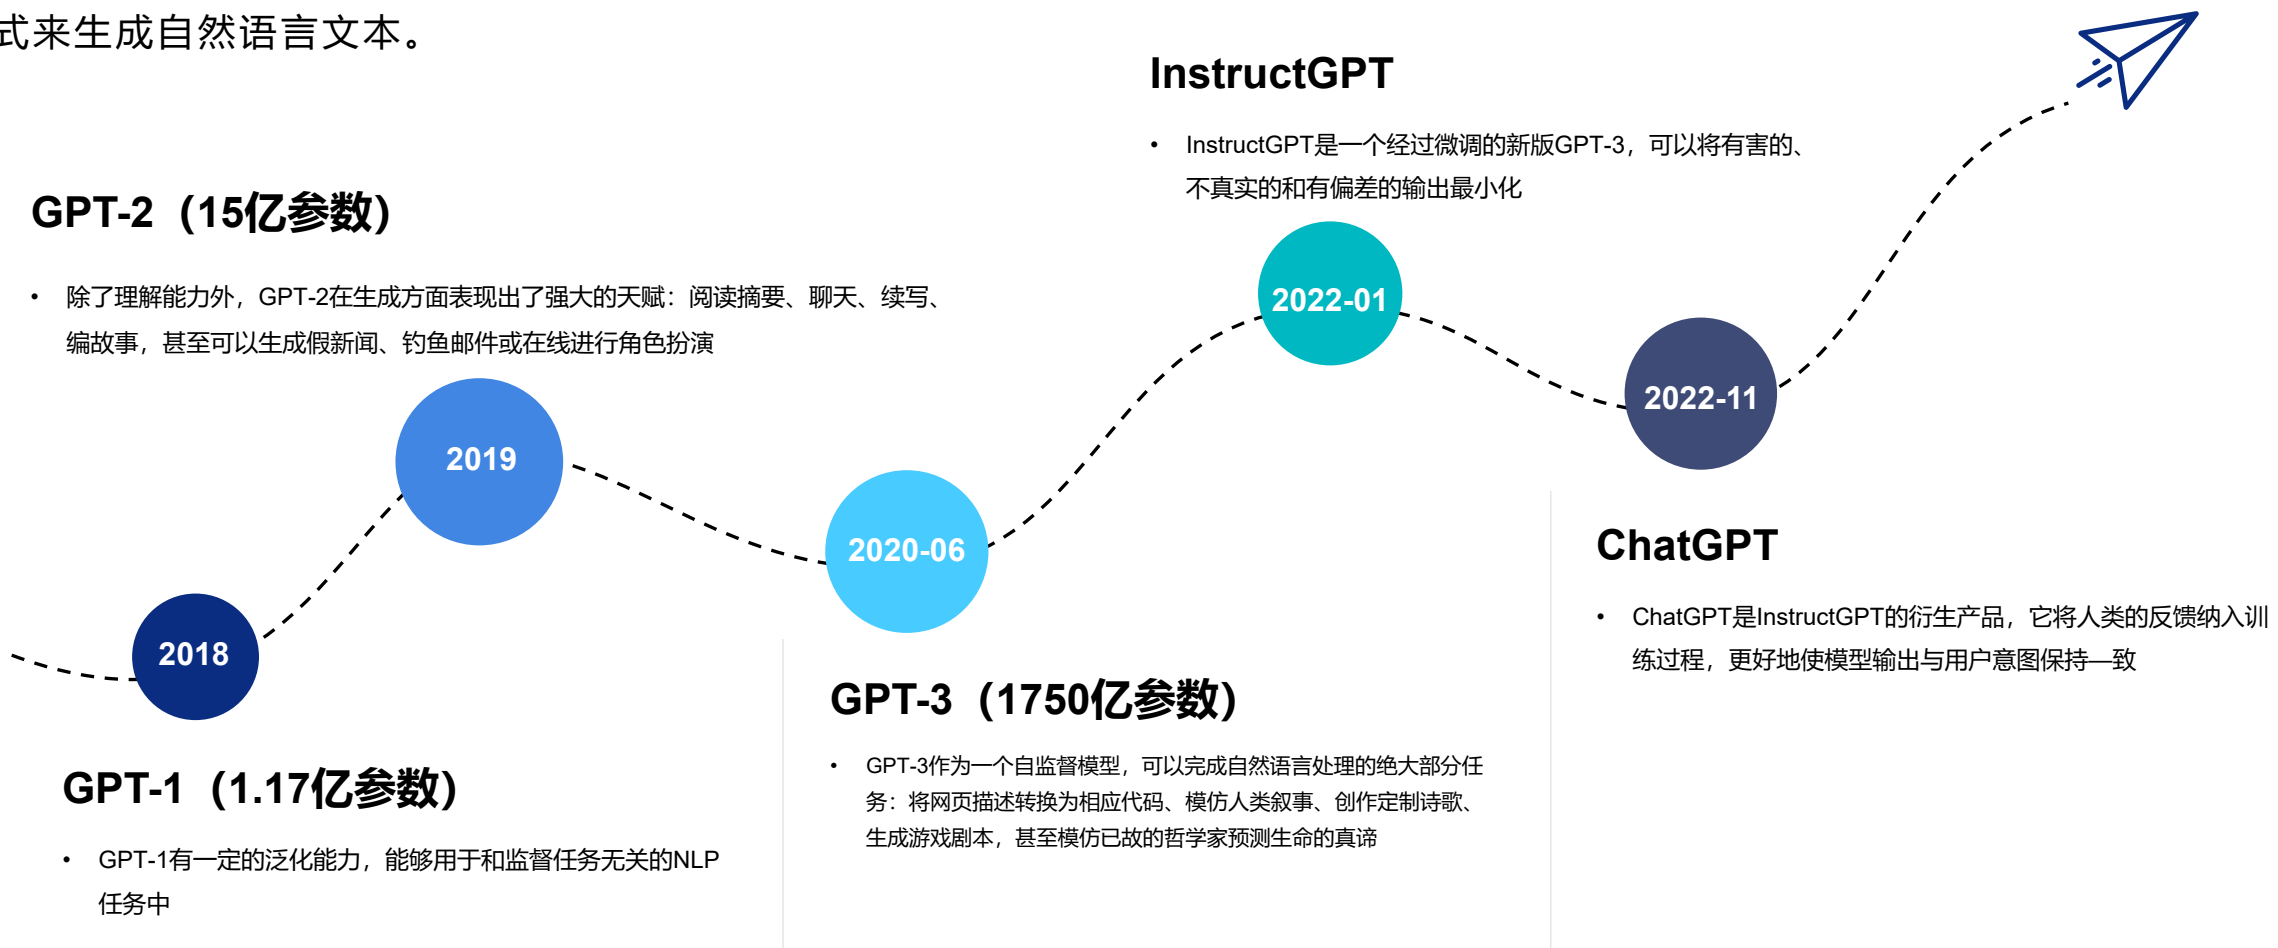 式来生成自然语言文本。
InstructGPT
• InstructGPT是一个经过微调的新版GPT-3，可以将有害的、
不真实的和有偏差的输出最小化
GPT-2（15亿参数）
• 除了理解能力外，GPT-2在生成方面表现出了强大的天赋：阅读摘要、聊天、续写、
编故事，甚至可以生成假新闻、钓鱼邮件或在线进行角色扮演
2022-01
2022-11
2019
2020-06
2018
ChatGPT
• ChatGPT是InstructGPT的衍生产品，它将人类的反馈纳入训
练过程，更好地使模型输出与用户意图保持—致
GPT-3（1750亿参数）
• GPT-3作为一个自监督模型，可以完成自然语言处理的绝大部分任
务：将网页描述转换为相应代码、模仿人类叙事、创作定制诗歌、
生成游戏剧本，甚至模仿已故的哲学家预测生命的真谛
GPT-1（1.17亿参数）
• GPT-1有一定的泛化能力，能够用于和监督任务无关的NLP
任务中